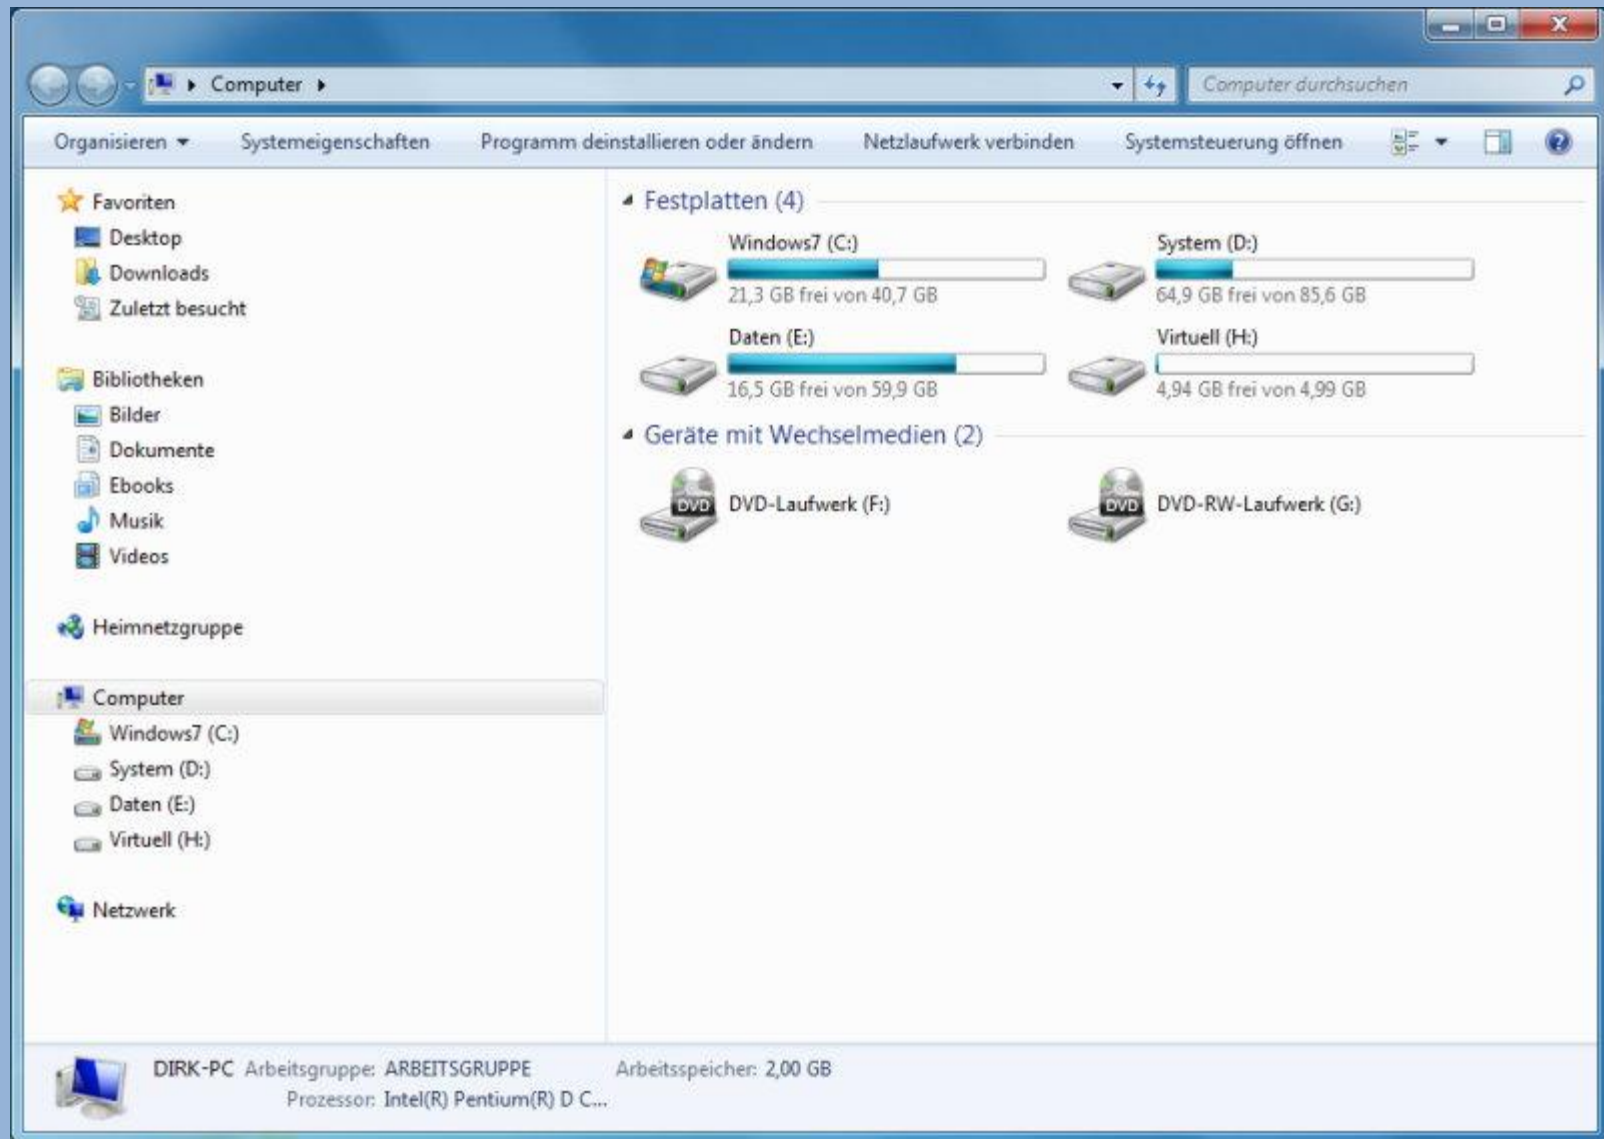 Computer
Computer durchsuchen
Organisieren Systemeigenschaften Programm deinstallieren oder ändern Netzlaufwerk verbinden Systemsteuerung öffnen
Favoriten
Desktop
Downloads
Zuletzt besucht
Bibliotheken
Bilder
Dokumente
Ebooks
Musik
Videos
Heimnetzgruppe
Computer
Windows7 (C:)
System (D:)
Daten (E:)
Virtuell (H:)
Netzwerk
Festplatten (4)
Windows7 (C:)
21,3 GB frei von 40,7 GB
System (D:)
64,9 GB frei von 85,6 GB
Daten (E:)
16,5 GB frei von 59,9 GB
Virtuell (H:)
4,94 GB frei von 4,99 GB
Geräte mit Wechselmedien (2)
DVD
DVD-Laufwerk (F:)
DVD
DVD-RW-Laufwerk (G:)
DIRK-PC Arbeitsgruppe: ARBEITSGRUPPE Arbeitsspeicher: 2,00 GB
Prozessor: Intel(R) Pentium(R) D C...